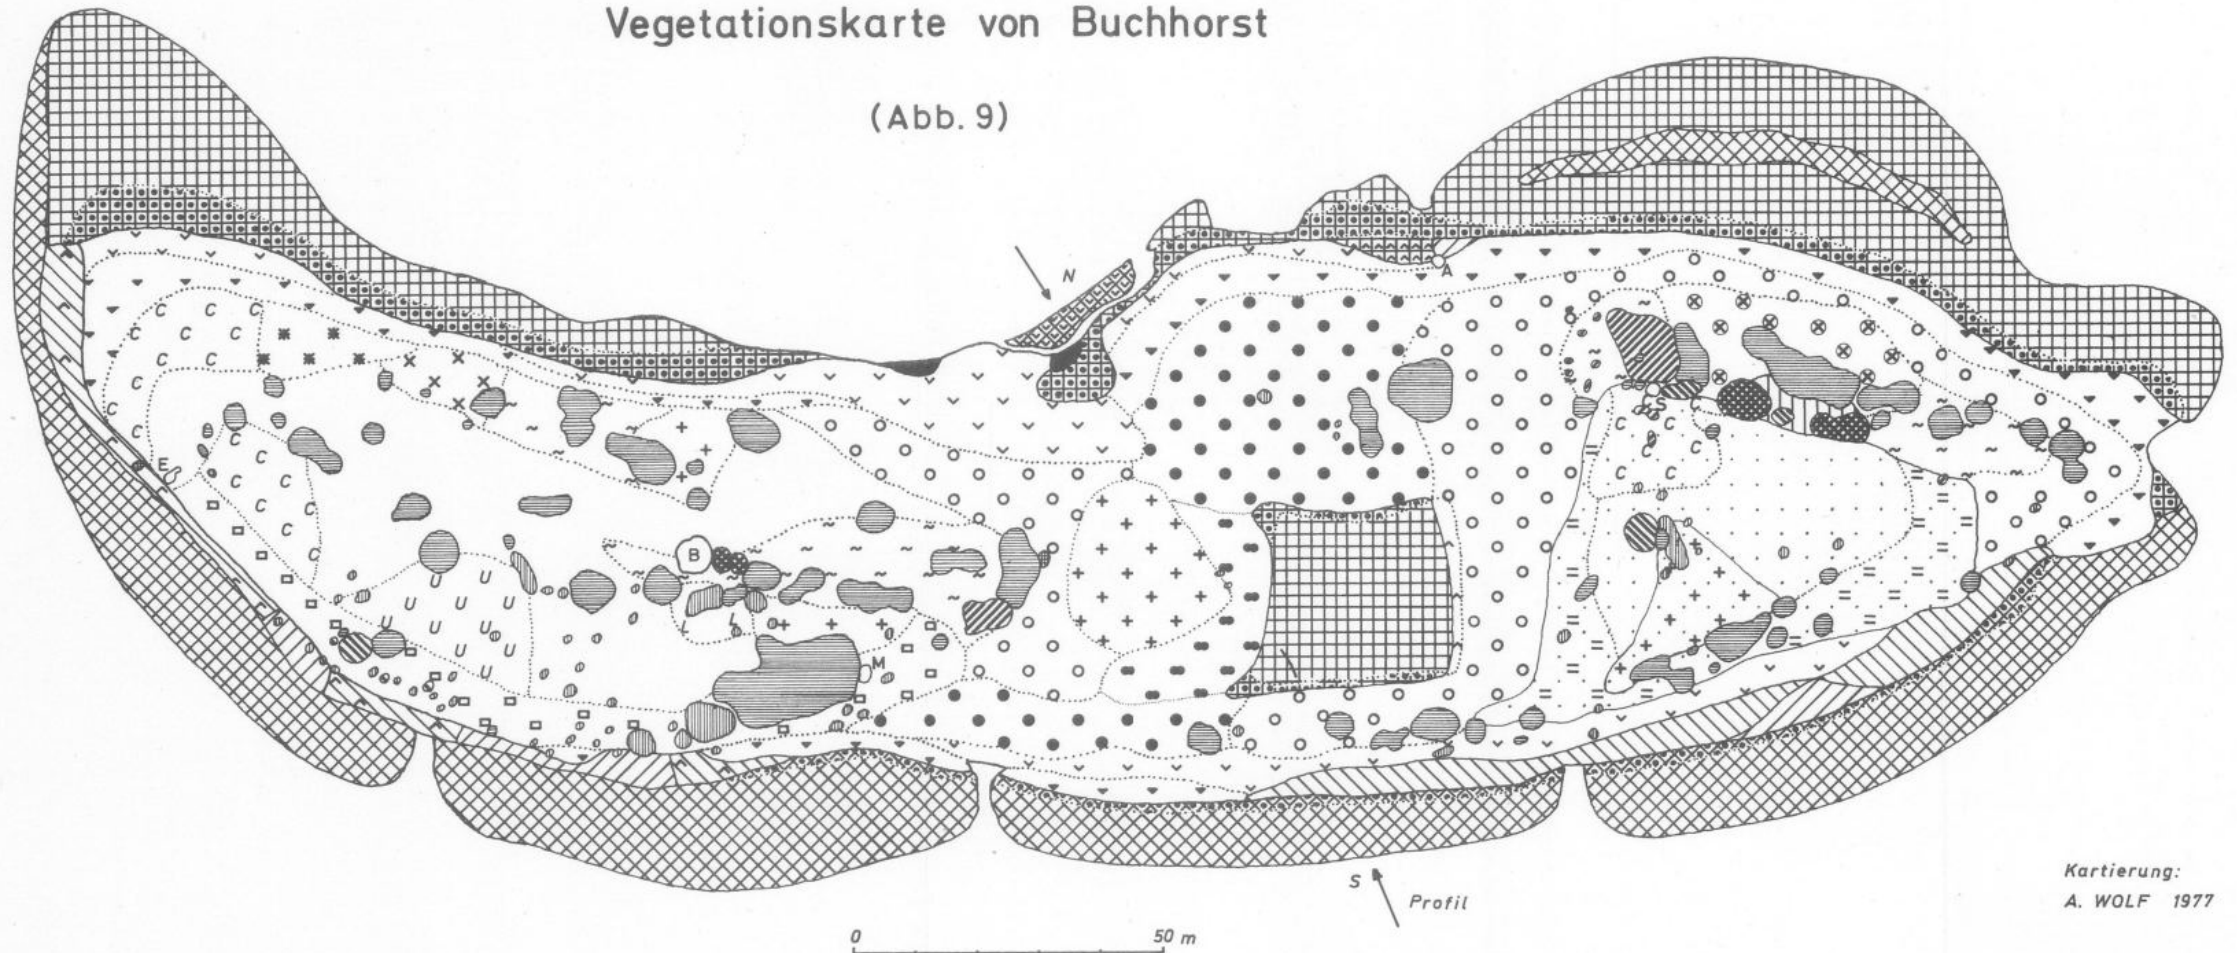 Vegetationskarte von Buchhorst
(Abb. 9)
N
A
S
E
B
M
S
Profil
Kartierung:
A. WOLF 1977
0 50 m